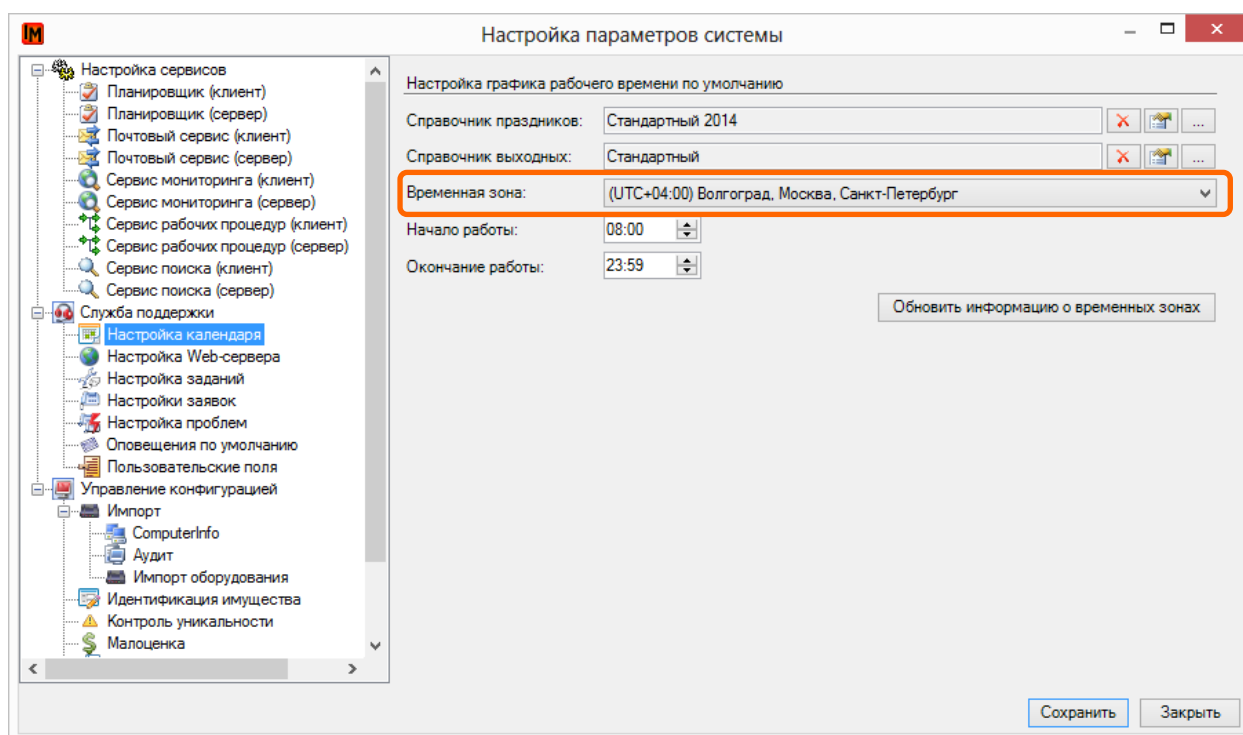 IM
Настройка параметров системы
Настройка сервисов
Планировщик (клиент)
Планировщик (сервер)
Почтовый сервис (клиент)
Почтовый сервис (сервер)
Сервис мониторинга (клиент)
Сервис мониторинга (сервер)
Сервис рабочих процедур (клиент)
Сервис рабочих процедур (сервер)
Сервис поиска (клиент)
Сервис поиска (сервер)
Служба поддержки
Настройка календаря
Настройка Web-сервера
Настройка заданий
Настройки заявок
Настройка проблем
Оповещения по умолчанию
Пользовательские поля
Управление конфигурацией
Импорт
ComputerInfo
Аудит
Импорт оборудования
Идентификация имущества
Контроль уникальности
Малоценка
Настройка графика рабочего времени по умолчанию
Справочник праздников: Стандартный 2014 ...
Справочник выходных: Стандартный ...
Временная зона: (UTC+04:00) Волгоград, Москва, Санкт-Петербург
Начало работы: 08:00
Окончание работы: 23:59
Обновить информацию о временных зонах
Сохранить Закрыть